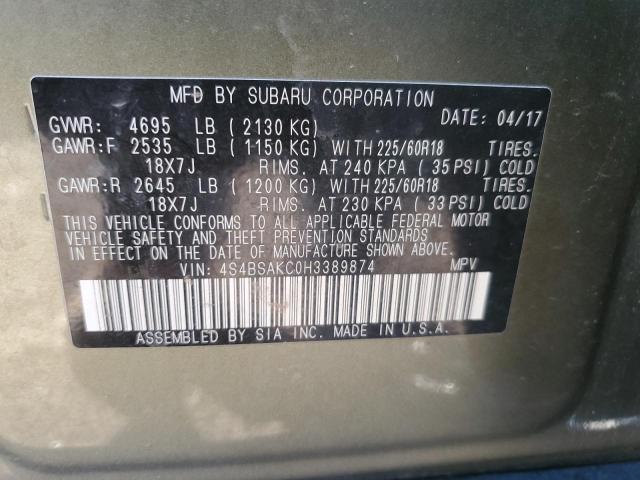 MFD BY SUBARU CORPORATION
DATE: 04/17
GVWR: 4695 LB (2130 KG)
GAWR:F 2535 LB (1150 KG) WITH 225/60R18 TIRES.
18X7J RIMS. AT 240 KPA (35 PSI) COLD
GAWR:R 2645 LB (1200 KG) WITH 225/60R18 TIRES.
18X7J RIMS. AT 230 KPA (33 PSI) COLD
THIS VEHICLE CONFORMS TO ALL APPLICABLE FEDERAL MOTOR
VEHICLE SAFETY AND THEFT PREVENTION STANDARDS
IN EFFECT ON THE DATE OF MANUFACTURE SHOWN ABOVE.
VIN: 4S4BSAKC0H3389874 MPV
ASSEMBLED BY SIA INC. MADE IN U.S.A.